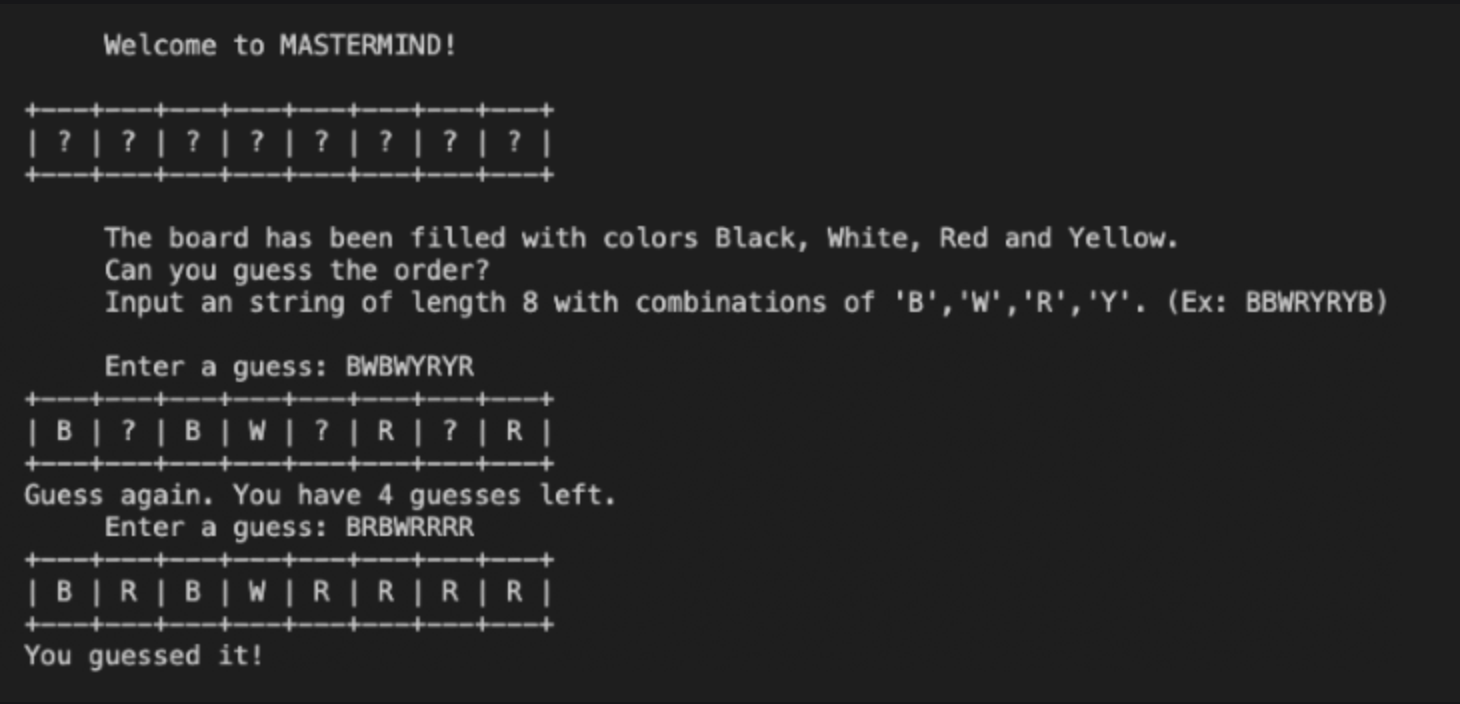 Welcome to MASTERMIND!
+---+---+---+---+---+---+---+---+
| ? | ? | ? | ? | ? | ? | ? | ? |
+---+---+---+---+---+---+---+---+
The board has been filled with colors Black, White, Red and Yellow.
Can you guess the order?
Input an string of length 8 with combinations of 'B','W','R','Y'. (Ex: BBWRYRYB)
Enter a guess: BWBWYRYR
+---+---+---+---+---+---+---+---+
| B | ? | B | W | ? | R | ? | R |
+---+---+---+---+---+---+---+---+
Guess again. You have 4 guesses left.
Enter a guess: BRBWRRRR
+---+---+---+---+---+---+---+---+
| B | R | B | W | R | R | R | R |
+---+---+---+---+---+---+---+---+
You guessed it!